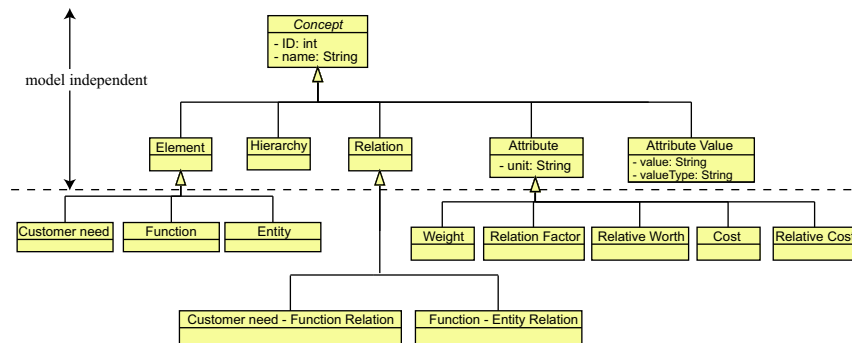 Concept
- ID: int
- name: String
model independent
Element
Hierarchy
Relation
Attribute
- unit: String
Attribute Value
- value: String
- valueType: String
Customer need
Function
Entity
Weight
Relation Factor
Relative Worth
Cost
Relative Cost
Customer need - Function Relation
Function - Entity Relation